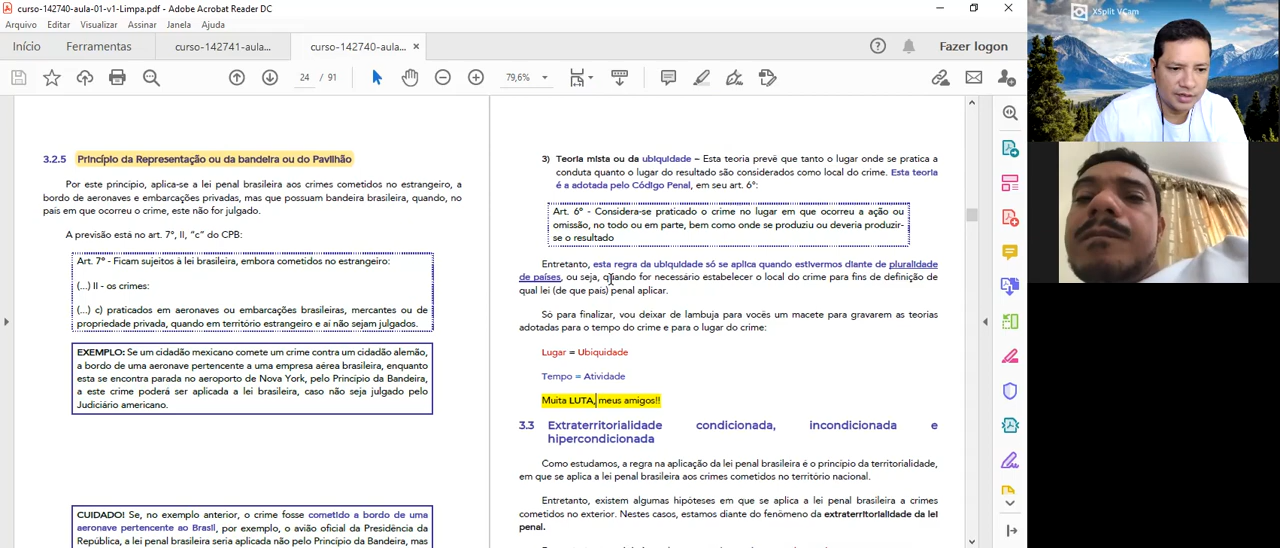 curso-142740-aula-01-v1-Limpa.pdf - Adobe Acrobat Reader DC
Arquivo Editar Visualizar Assinar Janela Ajuda
Início Ferramentas curso-142741-aula... curso-142740-aula... × Fazer logon
24 / 91 79,6%
3.2.5 Princípio da Representação ou da bandeira ou do Pavilhão
Por este princípio, aplica-se a lei penal brasileira aos crimes cometidos no estrangeiro, a
bordo de aeronaves e embarcações privadas, mas que possuam bandeira brasileira, quando, no
país em que ocorreu o crime, este não for julgado.
A previsão está no art. 7°, II, “c” do CPB:
Art. 7º - Ficam sujeitos à lei brasileira, embora cometidos no estrangeiro:
(...) II - os crimes:
(...) c) praticados em aeronaves ou embarcações brasileiras, mercantes ou de
propriedade privada, quando em território estrangeiro e aí não sejam julgados.
EXEMPLO: Se um cidadão mexicano comete um crime contra um cidadão alemão,
a bordo de uma aeronave pertencente a uma empresa aérea brasileira, enquanto
esta se encontra parada no aeroporto de Nova York, pelo Princípio da Bandeira,
a este crime poderá ser aplicada a lei brasileira, caso não seja julgado pelo
Judiciário americano.
CUIDADO! Se, no exemplo anterior, o crime fosse cometido a bordo de uma
aeronave pertencente ao Brasil, por exemplo, o avião oficial da Presidência da
República, a lei penal brasileira seria aplicada não pelo Princípio da Bandeira, mas
3) Teoria mista ou da ubiquidade – Esta teoria prevê que tanto o lugar onde se pratica a
conduta quanto o lugar do resultado são considerados como local do crime. Esta teoria
é a adotada pelo Código Penal, em seu art. 6°:
Art. 6º - Considera-se praticado o crime no lugar em que ocorreu a ação ou
omissão, no todo ou em parte, bem como onde se produziu ou deveria produzir-
se o resultado
Entretanto, esta regra da ubiquidade só se aplica quando estivermos diante de pluralidade
de países, ou seja, quando for necessário estabelecer o local do crime para fins de definição de
qual lei (de que país) penal aplicar.
Só para finalizar, vou deixar de lambuja para vocês um macete para gravarem as teorias
adotadas para o tempo do crime e para o lugar do crime:
Lugar = Ubiquidade
Tempo = Atividade
Muita LUTA, meus amigos!!
3.3 Extraterritorialidade condicionada, incondicionada e
hipercondicionada
Como estudamos, a regra na aplicação da lei penal brasileira é o princípio da territorialidade,
em que se aplica a lei penal brasileira aos crimes cometidos no território nacional.
Entretanto, existem algumas hipóteses em que se aplica a lei penal brasileira a crimes
cometidos no exterior. Nestes casos, estamos diante do fenômeno da extraterritorialidade da lei
penal.
XSplit VCam